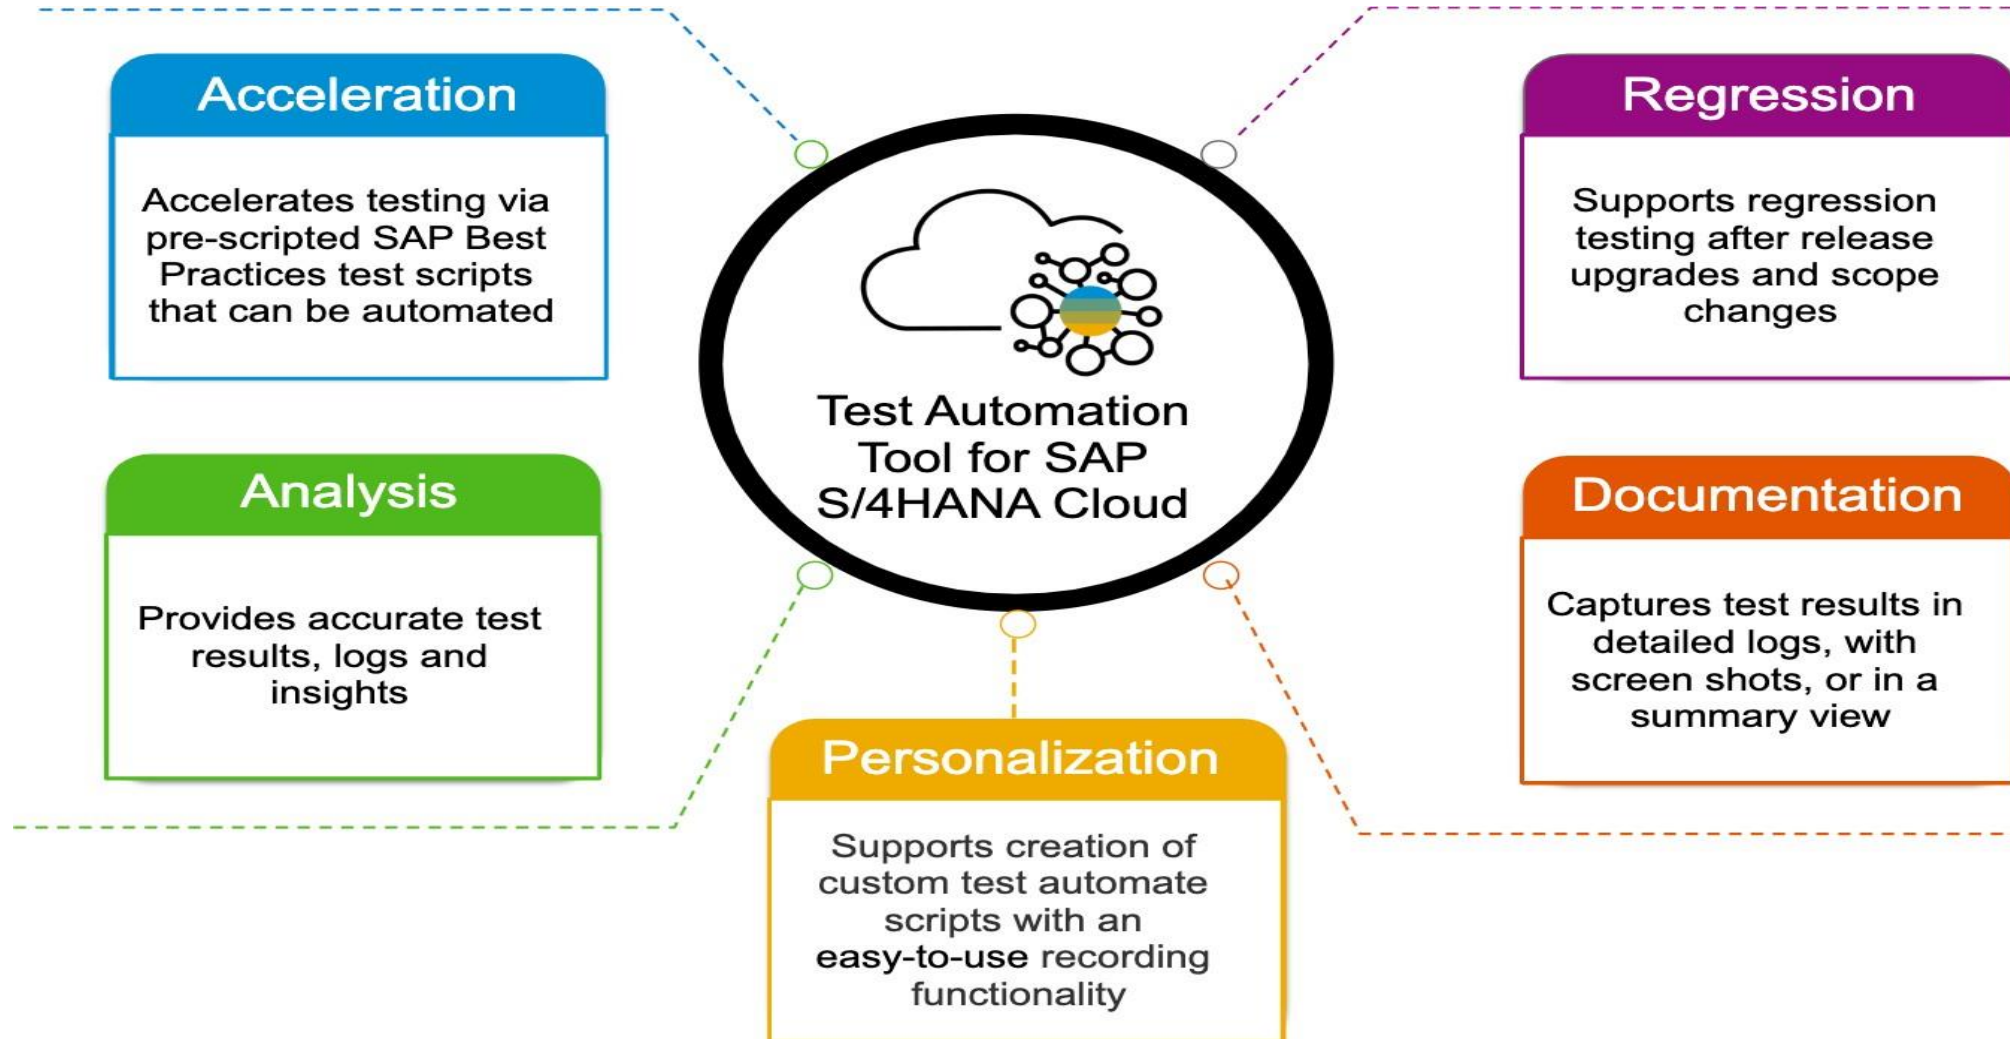 Acceleration
Accelerates testing via
pre-scripted SAP Best
Practices test scripts
that can be automated
Analysis
Provides accurate test
results, logs and
insights
Test Automation
Tool for SAP
S/4HANA Cloud
Personalization
Supports creation of
custom test automate
scripts with an
easy-to-use recording
functionality
Regression
Supports regression
testing after release
upgrades and scope
changes
Documentation
Captures test results in
detailed logs, with
screen shots, or in a
summary view